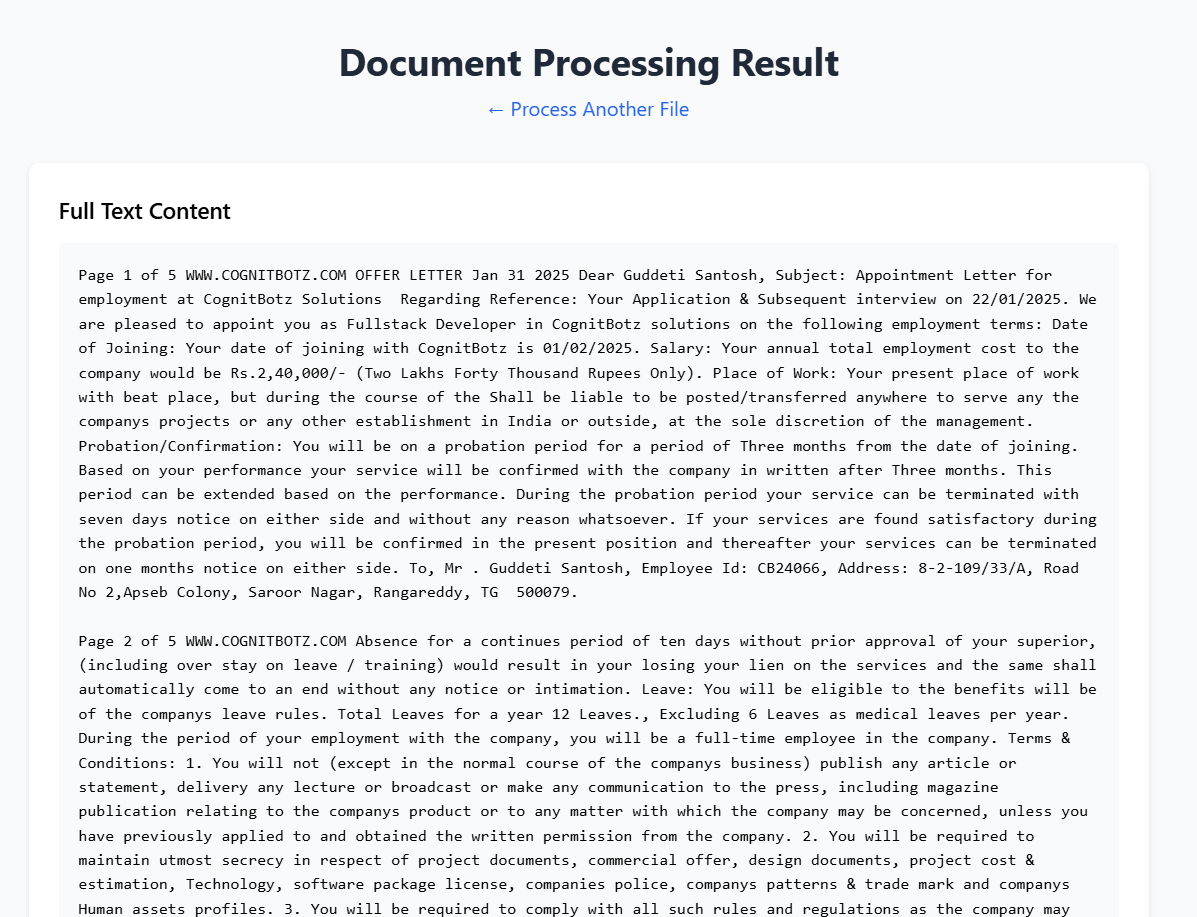 Document Processing Result
← Process Another File
Full Text Content
Page 1 of 5 WWW.COGNITBOTZ.COM OFFER LETTER Jan 31 2025 Dear Guddeti Santosh, Subject: Appointment Letter for
employment at CognitBotz Solutions  Regarding Reference: Your Application & Subsequent interview on 22/01/2025. We
are pleased to appoint you as Fullstack Developer in CognitBotz solutions on the following employment terms: Date
of Joining: Your date of joining with CognitBotz is 01/02/2025. Salary: Your annual total employment cost to the
company would be Rs.2,40,000/- (Two Lakhs Forty Thousand Rupees Only). Place of Work: Your present place of work
with beat place, but during the course of the Shall be liable to be posted/transferred anywhere to serve any the
companys projects or any other establishment in India or outside, at the sole discretion of the management.
Probation/Confirmation: You will be on a probation period for a period of Three months from the date of joining.
Based on your performance your service will be confirmed with the company in written after Three months. This
period can be extended based on the performance. During the probation period your service can be terminated with
seven days notice on either side and without any reason whatsoever. If your services are found satisfactory during
the probation period, you will be confirmed in the present position and thereafter your services can be terminated
on one months notice on either side. To, Mr . Guddeti Santosh, Employee Id: CB24066, Address: 8-2-109/33/A, Road
No 2,Apseb Colony, Saroor Nagar, Rangareddy, TG  500079.
Page 2 of 5 WWW.COGNITBOTZ.COM Absence for a continues period of ten days without prior approval of your superior,
(including over stay on leave / training) would result in your losing your lien on the services and the same shall
automatically come to an end without any notice or intimation. Leave: You will be eligible to the benefits will be
of the companys leave rules. Total Leaves for a year 12 Leaves., Excluding 6 Leaves as medical leaves per year.
During the period of your employment with the company, you will be a full-time employee in the company. Terms &
Conditions: 1. You will not (except in the normal course of the companys business) publish any article or
statement, delivery any lecture or broadcast or make any communication to the press, including magazine
publication relating to the companys product or to any matter with which the company may be concerned, unless you
have previously applied to and obtained the written permission from the company. 2. You will be required to
maintain utmost secrecy in respect of project documents, commercial offer, design documents, project cost &
estimation, Technology, software package license, companies police, companys patterns & trade mark and companys
Human assets profiles. 3. You will be required to comply with all such rules and regulations as the company may